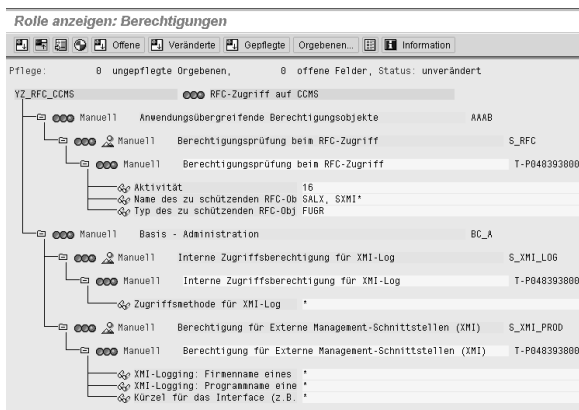 Rolle anzeigen: Berechtigungen
Offene Veränderte Gepflegte Orgebenen... Information
Pflege: 0 ungepflegte Orgebenen, 0 offene Felder, Status: unverändert
YZ_RFC_CCMS RFC-Zugriff auf CCMS
Manuell Anwendungsübergreifende Berechtigungsobjekte AAAB
Manuell Berechtigungsprüfung beim RFC-Zugriff S_RFC
Manuell Berechtigungsprüfung beim RFC-Zugriff T-P048393800
Aktivität 16
Name des zu schützenden RFC-Ob SALX, SXMI*
Typ des zu schützenden RFC-Obj FUGR
Manuell Basis - Administration BC_A
Manuell Interne Zugriffsberechtigung für XMI-Log S_XMI_LOG
Manuell Interne Zugriffsberechtigung für XMI-Log T-P048393800
Zugriffsmethode für XMI-Log *
Manuell Berechtigung für Externe Management-Schnittstellen (XMI) S_XMI_PROD
Manuell Berechtigung für Externe Management-Schnittstellen (XMI) T-P048393800
XMI-Logging: Firmenname eines *
XMI-Logging: Programmname eine *
Kürzel für das Interface (z.B. *